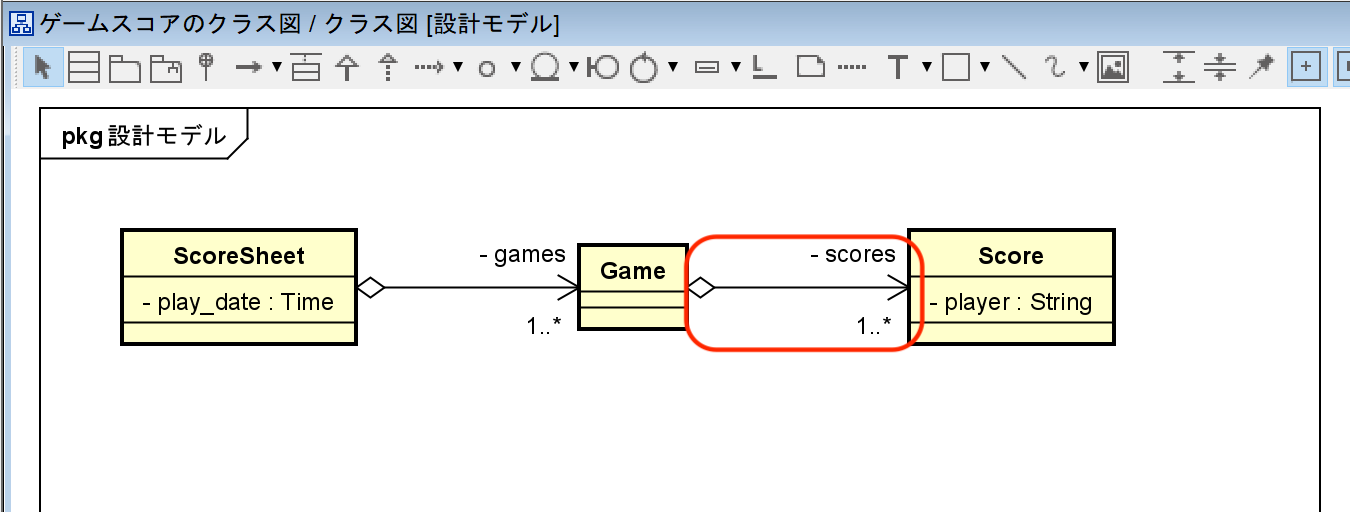 ゲームスコアのクラス図 / クラス図 [設計モデル]
pkg 設計モデル
ScoreSheet
- play_date : Time
- games
1..*
Game
- scores
1..*
Score
- player : String